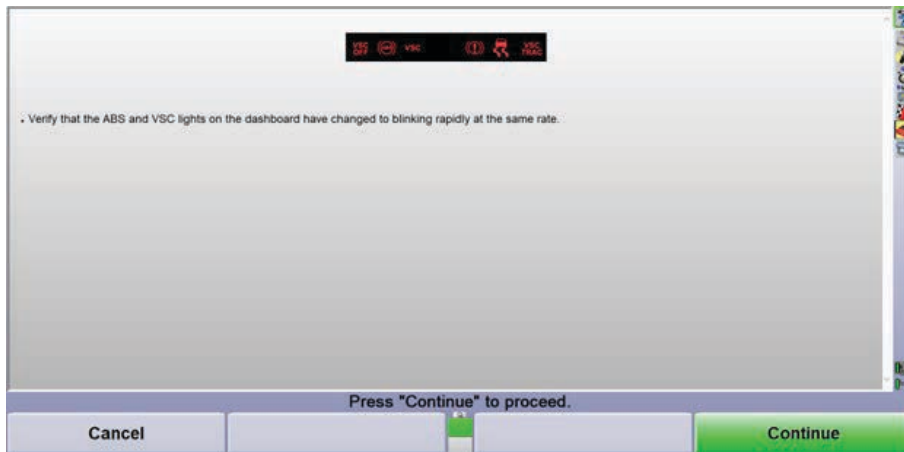 VSC OFF (ABS) VSC (!) VSC TRAC
• Verify that the ABS and VSC lights on the dashboard have changed to blinking rapidly at the same rate.
Press "Continue" to proceed.
Cancel
Continue